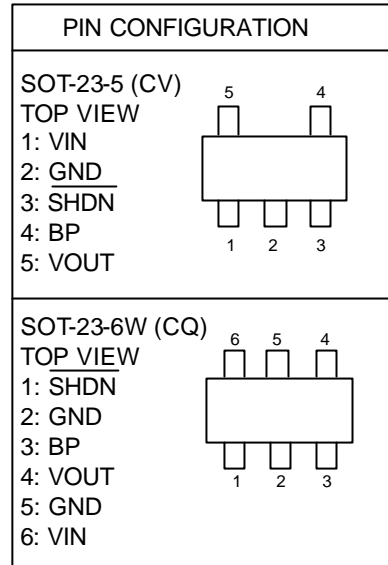 PIN CONFIGURATION
SOT-23-5 (CV)
TOP VIEW
1: VIN
2: GND
3: SHDN
4: BP
5: VOUT
5 4
1 2 3
SOT-23-6W (CQ)
TOP VIEW
1: SHDN
2: GND
3: BP
4: VOUT
5: GND
6: VIN
6 5 4
1 2 3